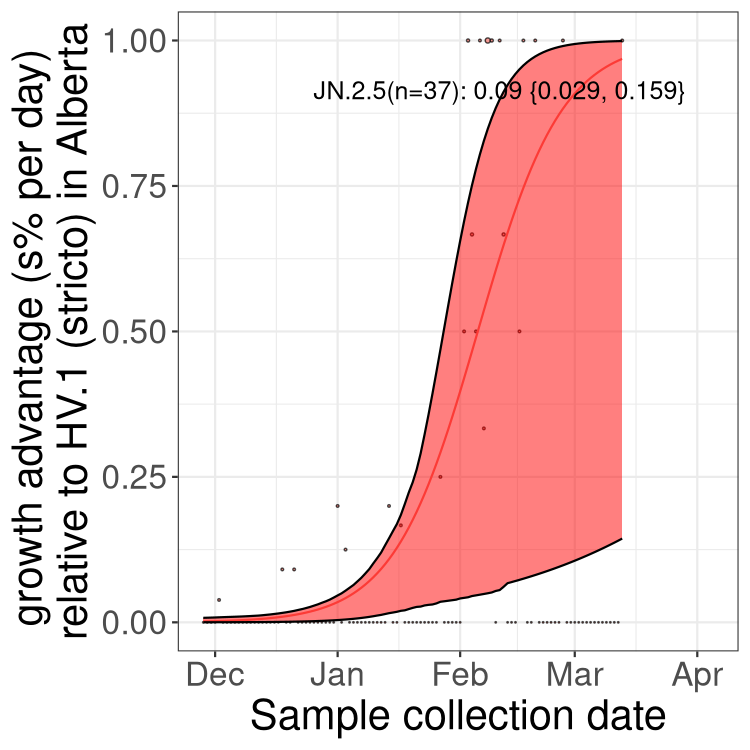 growth advantage (s% per day)
relative to HV.1 (stricto) in Alberta
1.00
0.75
0.50
0.25
0.00
JN.2.5(n=37): 0.09 {0.029, 0.159}
Dec Jan Feb Mar Apr
Sample collection date